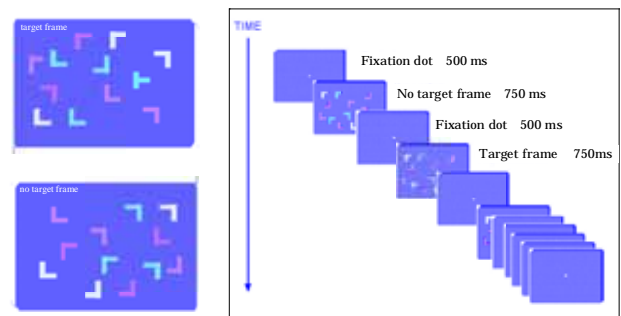 target frame
no target frame
TIME
Fixation dot 500 ms
No target frame 750 ms
Fixation dot 500 ms
Target frame 750ms